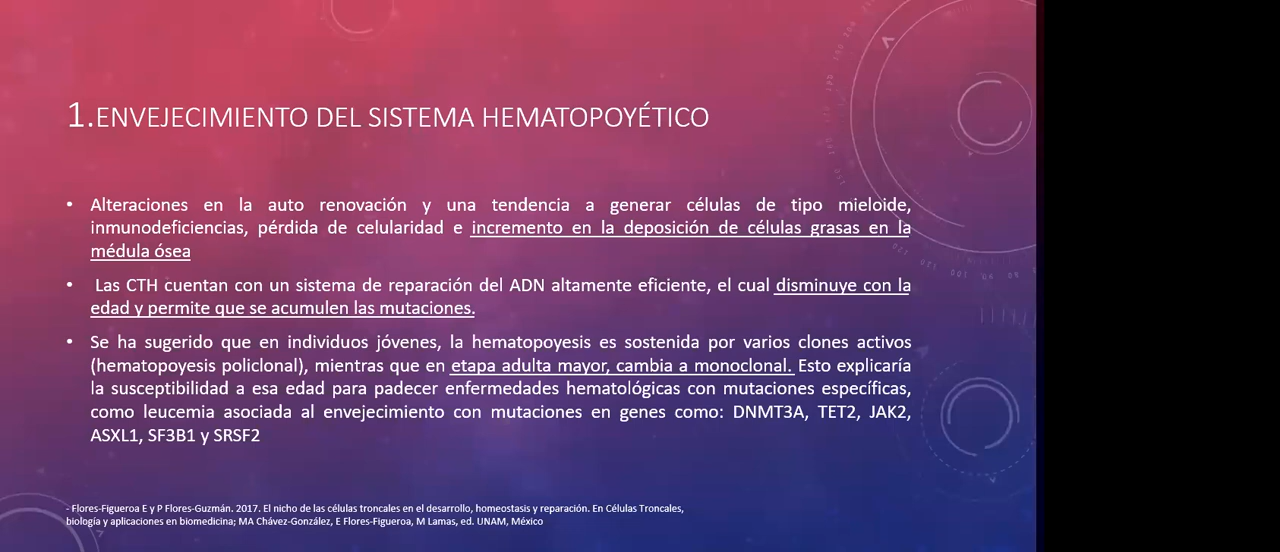 1.ENVEJECIMIENTO DEL SISTEMA HEMATOPOYÉTICO
• Alteraciones en la auto renovación y una tendencia a generar células de tipo mieloide,
inmunodeficiencias, pérdida de celularidad e incremento en la deposición de células grasas en la
médula ósea
• Las CTH cuentan con un sistema de reparación del ADN altamente eficiente, el cual disminuye con la
edad y permite que se acumulen las mutaciones.
• Se ha sugerido que en individuos jóvenes, la hematopoyesis es sostenida por varios clones activos
(hematopoyesis policlonal), mientras que en etapa adulta mayor, cambia a monoclonal. Esto explicaría
la susceptibilidad a esa edad para padecer enfermedades hematológicas con mutaciones específicas,
como leucemia asociada al envejecimiento con mutaciones en genes como: DNMT3A, TET2, JAK2,
ASXL1, SF3B1 y SRSF2
- Flores-Figueroa E y P Flores-Guzmán. 2017. El nicho de las células troncales en el desarrollo, homeostasis y reparación. En Células Troncales,
biología y aplicaciones en biomedicina; MA Chávez-González, E Flores-Figueroa, M Lamas, ed. UNAM, México